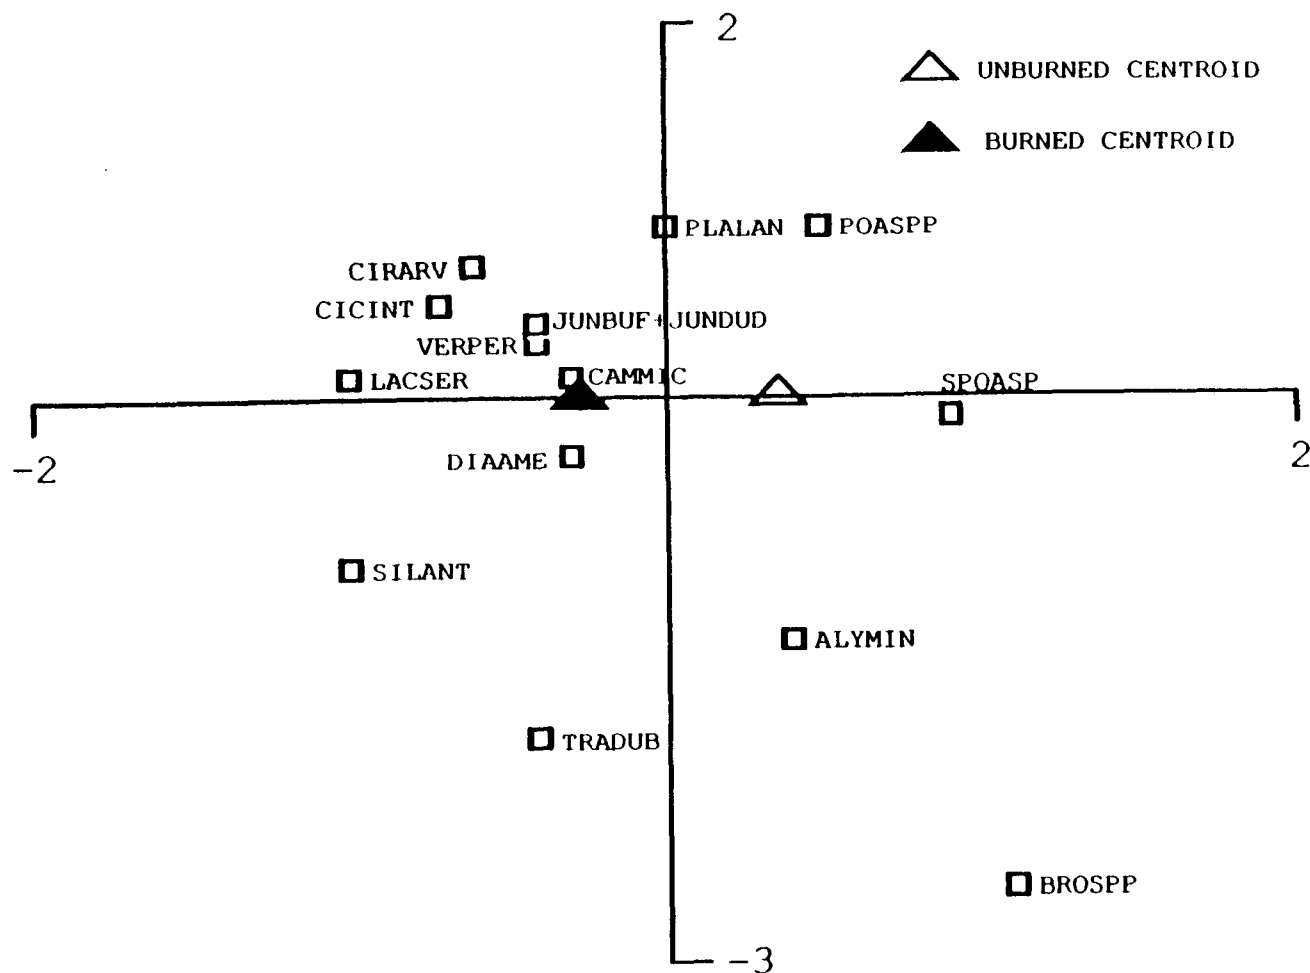 2
UNBURNED CENTROID
BURNED CENTROID
PLALAN
POASPP
CIRARV
CICINT
JUNBUF+JUNDUD
VERPER
LACSER
CAMMIC
SPOASP
-2
2
DIAAME
SILANT
ALYMIN
TRADUB
BROSPP
-3